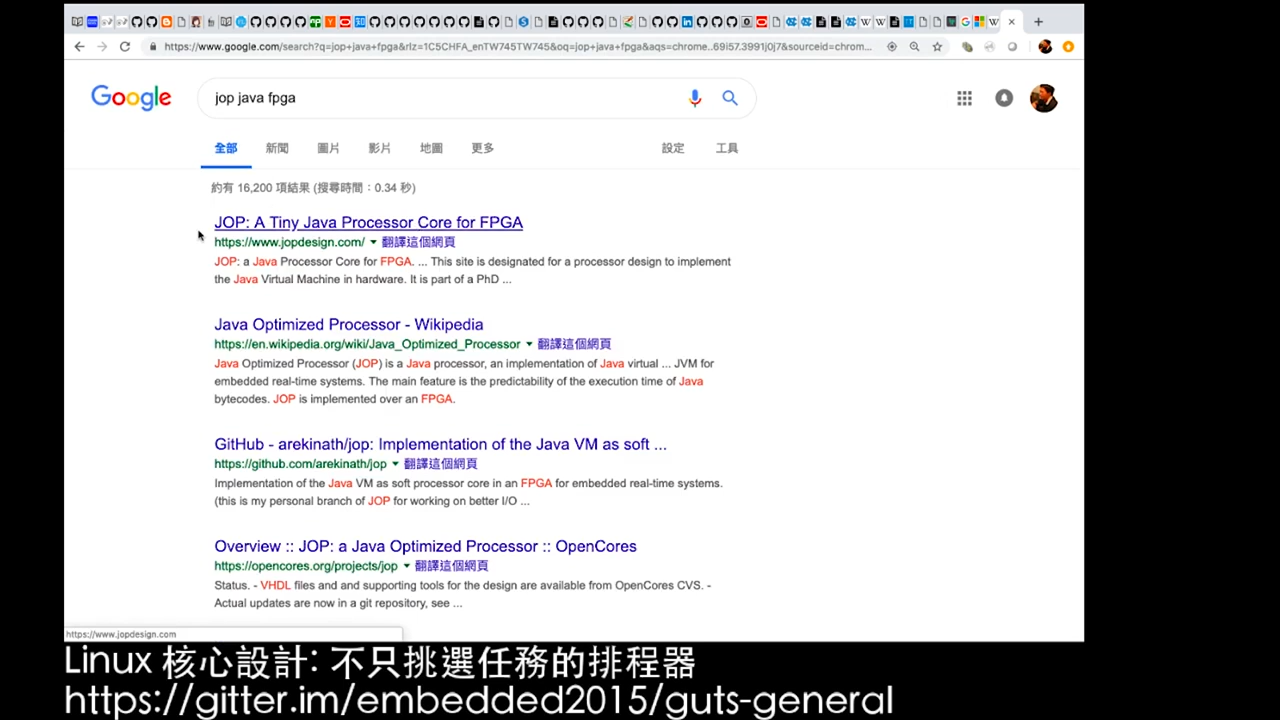 https://www.google.com/search?q=jop+java+fpga&rlz=1C5CHFA_enTW745TW745&oq=jop+java+fpga&aqs=chrome..69i57.3991j0j7&sourceid=chrom...
Google
jop java fpga
全部 新聞 圖片 影片 地圖 更多 設定 工具
約有 16,200 項結果 (搜尋時間：0.34 秒)
JOP: A Tiny Java Processor Core for FPGA
https://www.jopdesign.com/ 翻譯這個網頁
JOP: a Java Processor Core for FPGA. ... This site is designated for a processor design to implement
the Java Virtual Machine in hardware. It is part of a PhD ...
Java Optimized Processor - Wikipedia
https://en.wikipedia.org/wiki/Java_Optimized_Processor 翻譯這個網頁
Java Optimized Processor (JOP) is a Java processor, an implementation of Java virtual ... JVM for
embedded real-time systems. The main feature is the predictability of the execution time of Java
bytecodes. JOP is implemented over an FPGA.
GitHub - arekinath/jop: Implementation of the Java VM as soft ...
https://github.com/arekinath/jop 翻譯這個網頁
Implementation of the Java VM as soft processor core in an FPGA for embedded real-time systems.
(this is my personal branch of JOP for working on better I/O ...
Overview :: JOP: a Java Optimized Processor :: OpenCores
https://opencores.org/projects/jop 翻譯這個網頁
Status. - VHDL files and and supporting tools for the design are available from OpenCores CVS. -
Actual updates are now in a git repository, see ...
https://www.jopdesign.com
Linux 核心設計: 不只挑選任務的排程器
https://gitter.im/embedded2015/guts-general